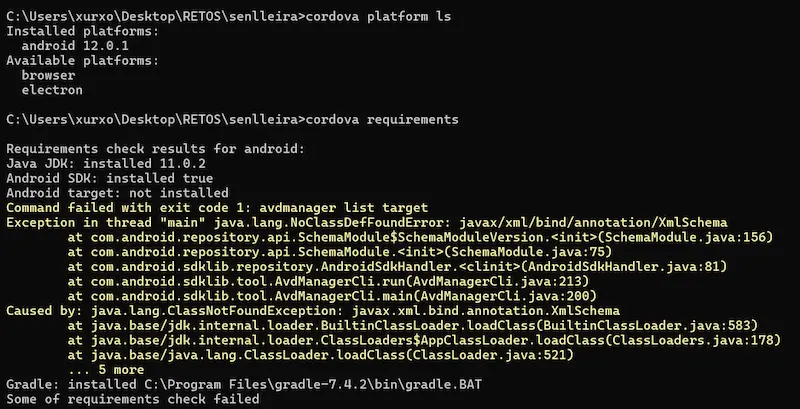 C:\Users\xurxo\Desktop\RETOS\senlleira>cordova platform ls
Installed platforms:
  android 12.0.1
Available platforms:
  browser
  electron
C:\Users\xurxo\Desktop\RETOS\senlleira>cordova requirements
Requirements check results for android:
Java JDK: installed 11.0.2
Android SDK: installed true
Android target: not installed
Command failed with exit code 1: avdmanager list target
Exception in thread "main" java.lang.NoClassDefFoundError: javax/xml/bind/annotation/XmlSchema
        at com.android.repository.api.SchemaModule$SchemaModuleVersion.<init>(SchemaModule.java:156)
        at com.android.repository.api.SchemaModule.<init>(SchemaModule.java:75)
        at com.android.sdklib.repository.AndroidSdkHandler.<clinit>(AndroidSdkHandler.java:81)
        at com.android.sdklib.tool.AvdManagerCli.run(AvdManagerCli.java:213)
        at com.android.sdklib.tool.AvdManagerCli.main(AvdManagerCli.java:200)
Caused by: java.lang.ClassNotFoundException: javax.xml.bind.annotation.XmlSchema
        at java.base/jdk.internal.loader.BuiltinClassLoader.loadClass(BuiltinClassLoader.java:583)
        at java.base/jdk.internal.loader.ClassLoaders$AppClassLoader.loadClass(ClassLoaders.java:178)
        at java.base/java.lang.ClassLoader.loadClass(ClassLoader.java:521)
        ... 5 more
Gradle: installed C:\Program Files\gradle-7.4.2\bin\gradle.BAT
Some of requirements check failed